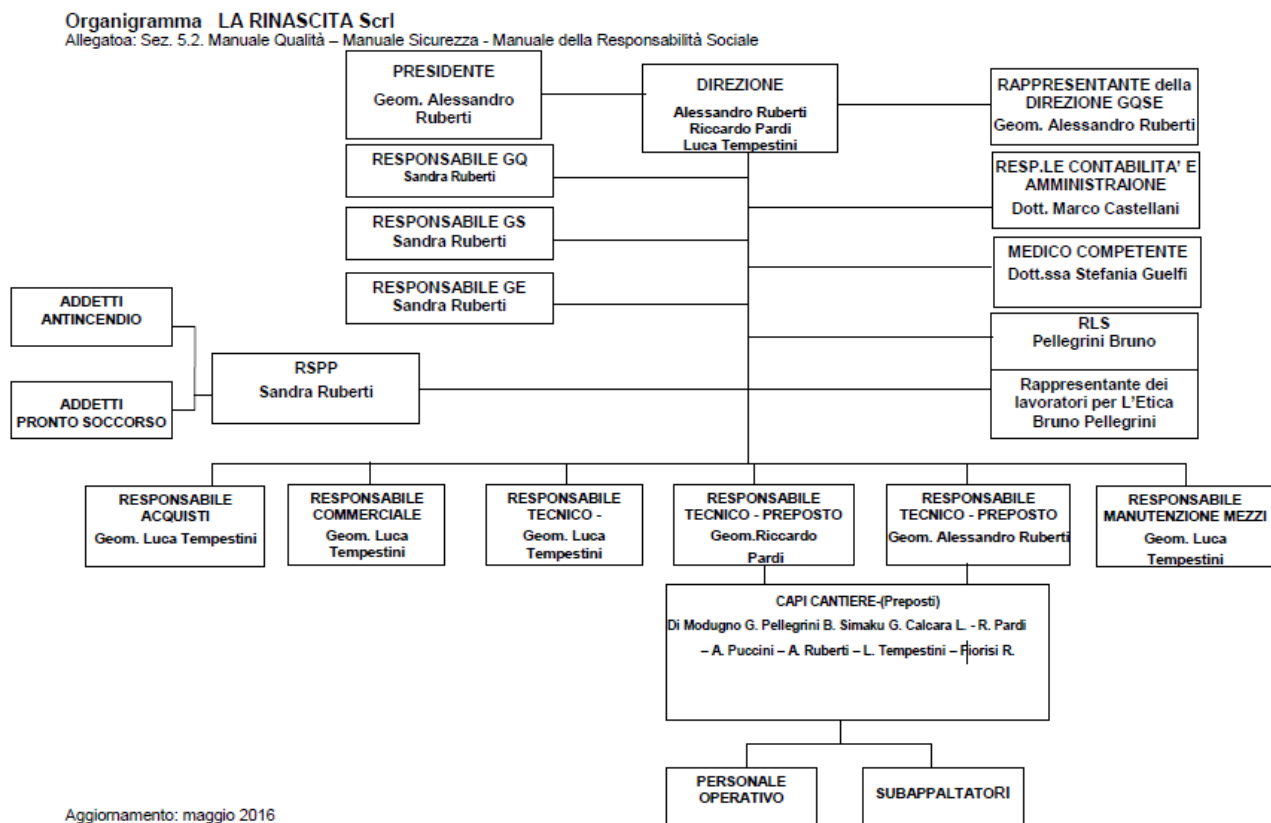 Organigramma LA RINASCITA Scrl
Allegatoa: Sez. 5.2. Manuale Qualità – Manuale Sicurezza - Manuale della Responsabilità Sociale
PRESIDENTE
Geom. Alessandro
Ruberti
DIREZIONE
Alessandro Ruberti
Riccardo Pardi
Luca Tempestini
RAPPRESENTANTE della
DIREZIONE GQSE
Geom. Alessandro Ruberti
RESPONSABILE GQ
Sandra Ruberti
RESP.LE CONTABILITA' E
AMMINISTRAIONE
Dott. Marco Castellani
RESPONSABILE GS
Sandra Ruberti
MEDICO COMPETENTE
Dott.ssa Stefania Guelfi
RESPONSABILE GE
Sandra Ruberti
ADDETTI
ANTINCENDIO
RLS
Pellegrini Bruno
RSPP
Sandra Ruberti
Rappresentante dei
lavoratori per L'Etica
Bruno Pellegrini
ADDETTI
PRONTO SOCCORSO
RESPONSABILE
ACQUISTI
Geom. Luca Tempestini
RESPONSABILE
COMMERCIALE
Geom. Luca
Tempestini
RESPONSABILE
TECNICO -
Geom. Luca
Tempestini
RESPONSABILE
TECNICO - PREPOSTO
Geom.Riccardo
Pardi
RESPONSABILE
TECNICO - PREPOSTO
Geom. Alessandro Ruberti
RESPONSABILE
MANUTENZIONE MEZZI
Geom. Luca
Tempestini
CAPI CANTIERE-(Preposti)
Di Modugno G. Pellegrini B. Simaku G. Calcara L. - R. Pardi
– A. Puccini – A. Ruberti – L. Tempestini – Fiorisi R.
PERSONALE
OPERATIVO
SUBAPPALTATORI
Aggiornamento: maggio 2016